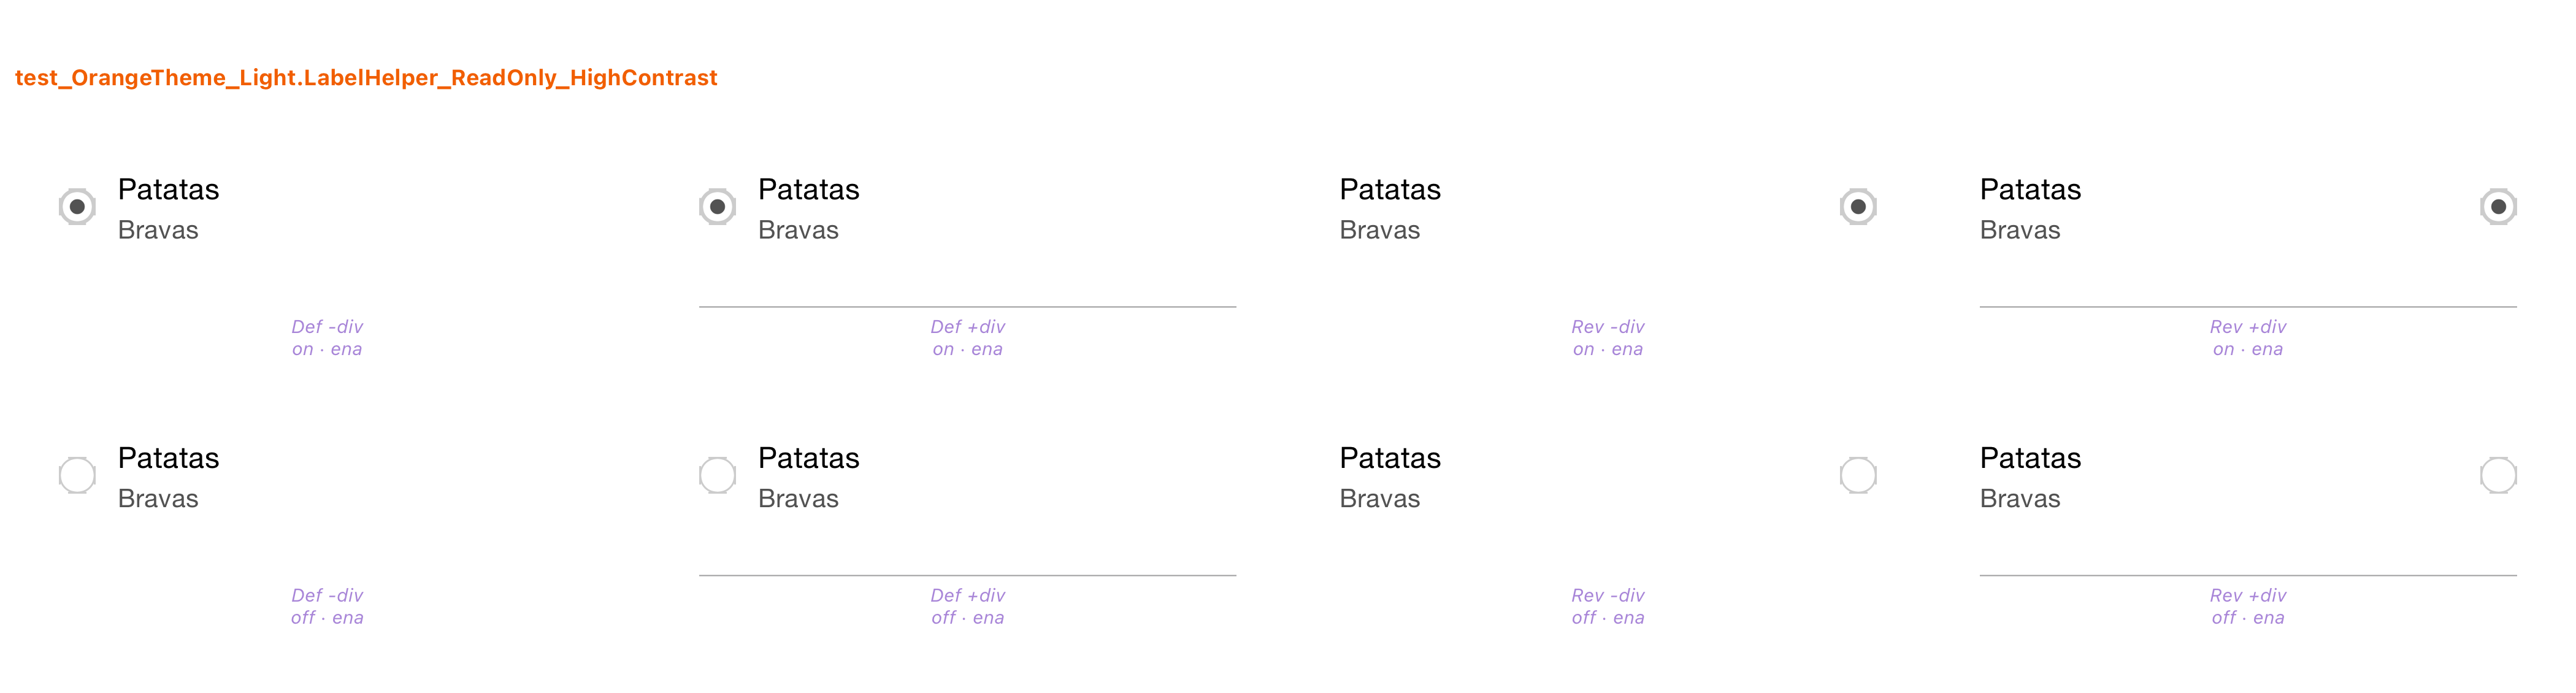 test_OrangeTheme_Light.LabelHelper_ReadOnly_HighContrast
Patatas
Bravas
Def -div
on · ena
Patatas
Bravas
Def +div
on · ena
Patatas
Bravas
Rev -div
on · ena
Patatas
Bravas
Rev +div
on · ena
Patatas
Bravas
Def -div
off · ena
Patatas
Bravas
Def +div
off · ena
Patatas
Bravas
Rev -div
off · ena
Patatas
Bravas
Rev +div
off · ena